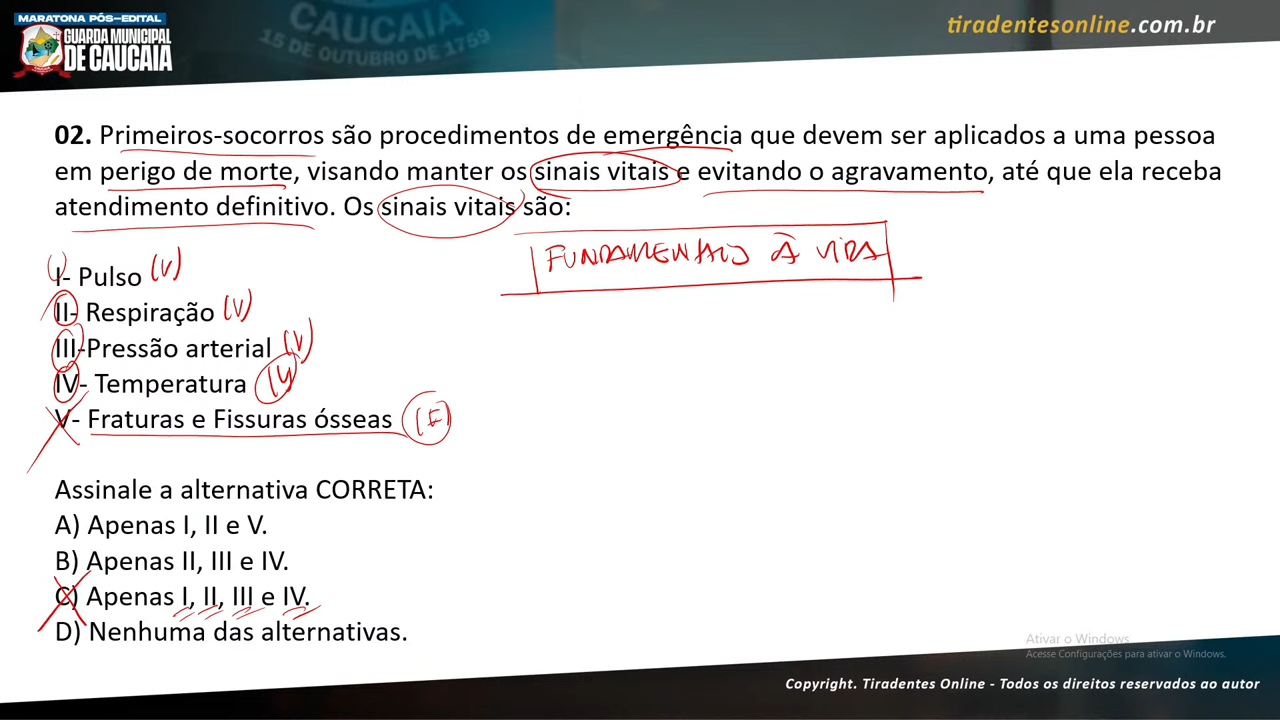 MARATONA PÓS-EDITAL
GUARDA MUNICIPAL
DE CAUCAIA
CAUCAIA
15 DE OUTUBRO DE 1759
tiradentesonline.com.br
02. Primeiros-socorros são procedimentos de emergência que devem ser aplicados a uma pessoa
em perigo de morte, visando manter os sinais vitais e evitando o agravamento, até que ela receba
atendimento definitivo. Os sinais vitais são:
FUNDAMENTAIS À VIDA
I- Pulso (V)
II- Respiração (V)
III-Pressão arterial (V)
IV- Temperatura (V)
V- Fraturas e Fissuras ósseas (F)
Assinale a alternativa CORRETA:
A) Apenas I, II e V.
B) Apenas II, III e IV.
C) Apenas I, II, III e IV.
D) Nenhuma das alternativas.
Ativar o Windows
Acesse Configurações para ativar o Windows.
Copyright. Tiradentes Online - Todos os direitos reservados ao autor